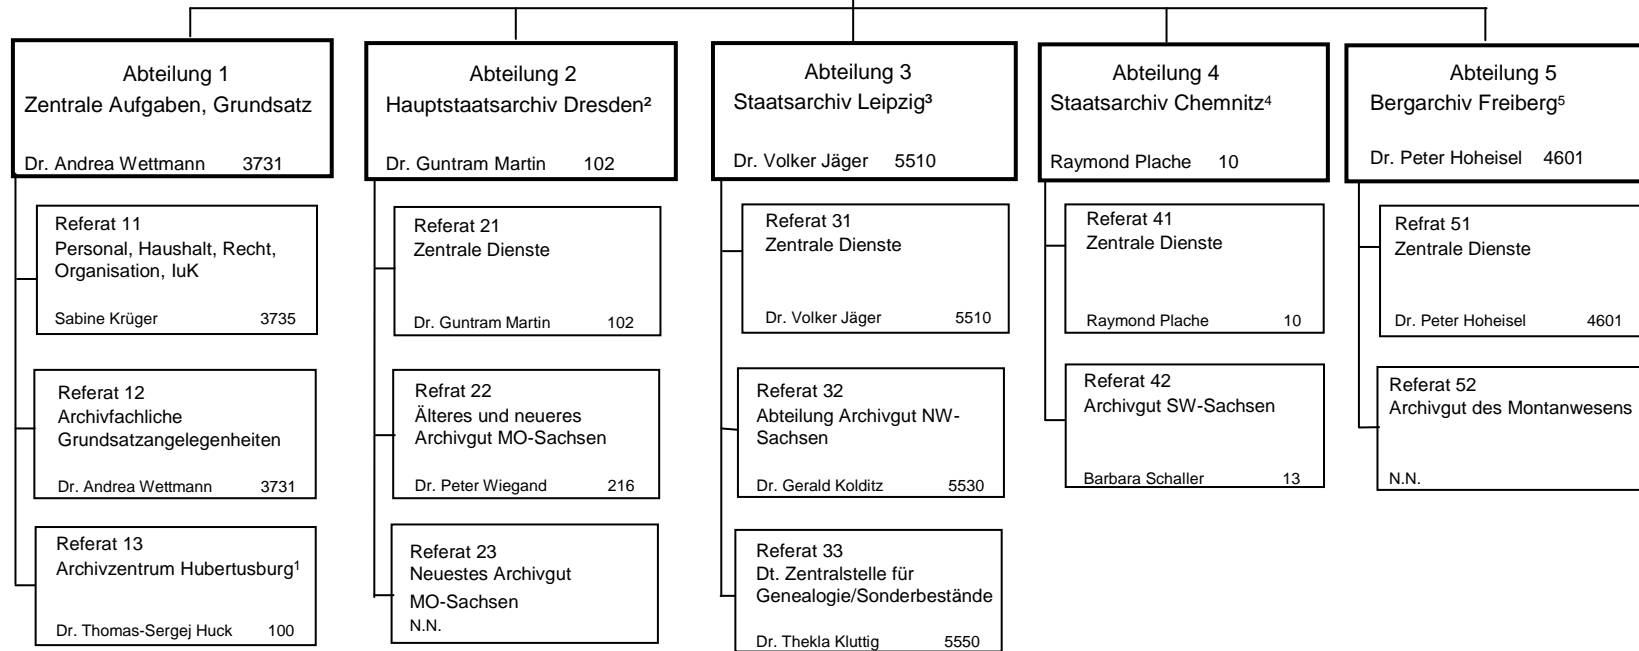 Abteilung 1
Zentrale Aufgaben, Grundsatz
Dr. Andrea Wettmann 3731
Referat 11
Personal, Haushalt, Recht,
Organisation, IuK
Sabine Krüger 3735
Referat 12
Archivfachliche
Grundsatzangelegenheiten
Dr. Andrea Wettmann 3731
Referat 13
Archivzentrum Hubertusburg¹
Dr. Thomas-Sergej Huck 100
Abteilung 2
Hauptstaatsarchiv Dresden²
Dr. Guntram Martin 102
Referat 21
Zentrale Dienste
Dr. Guntram Martin 102
Refrat 22
Älteres und neueres
Archivgut MO-Sachsen
Dr. Peter Wiegand 216
Referat 23
Neuestes Archivgut
MO-Sachsen
N.N.
Abteilung 3
Staatsarchiv Leipzig³
Dr. Volker Jäger 5510
Referat 31
Zentrale Dienste
Dr. Volker Jäger 5510
Referat 32
Abteilung Archivgut NW-
Sachsen
Dr. Gerald Kolditz 5530
Referat 33
Dt. Zentralstelle für
Genealogie/Sonderbestände
Dr. Thekla Kluttig 5550
Abteilung 4
Staatsarchiv Chemnitz⁴
Raymond Plache 10
Referat 41
Zentrale Dienste
Raymond Plache 10
Referat 42
Archivgut SW-Sachsen
Barbara Schaller 13
Abteilung 5
Bergarchiv Freiberg⁵
Dr. Peter Hoheisel 4601
Refrat 51
Zentrale Dienste
Dr. Peter Hoheisel 4601
Referat 52
Archivgut des Montanwesens
N.N.